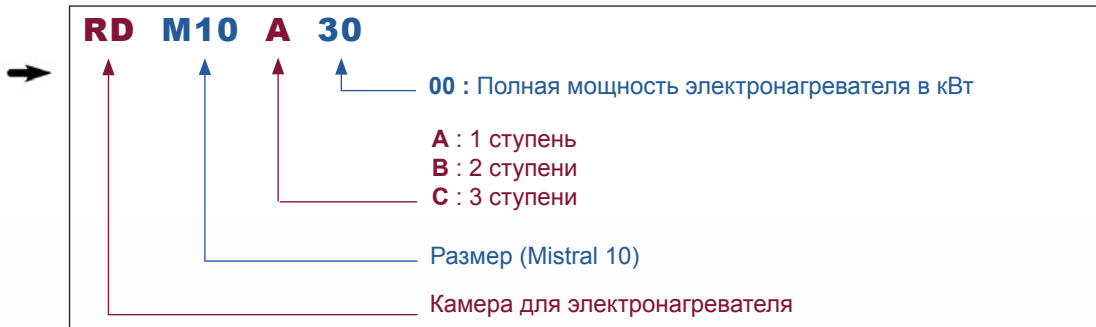 RD M10 A 30
00 : Полная мощность электронагревателя в кВт
A : 1 ступень
B : 2 ступени
C : 3 ступени
Размер (Mistral 10)
Камера для электронагревателя